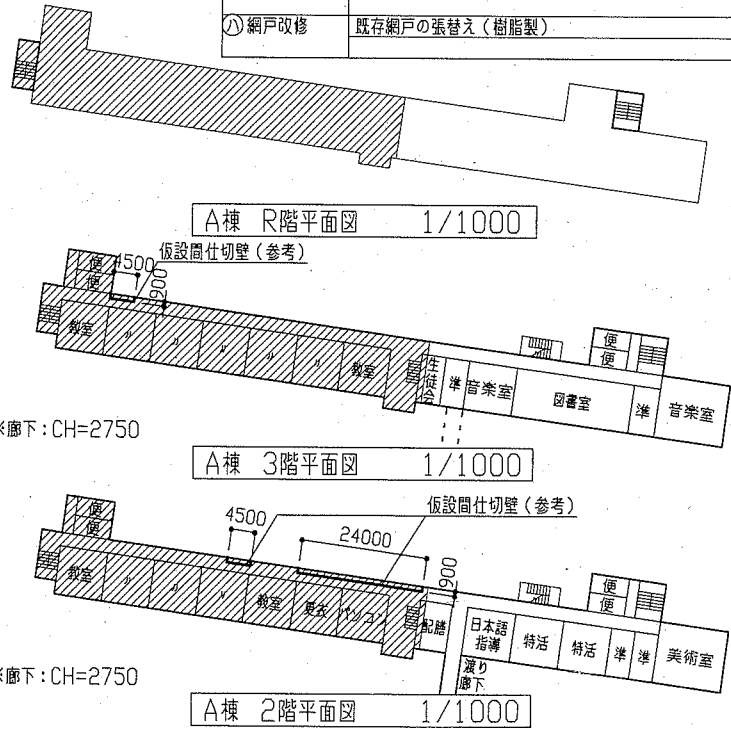 ㋩ 網戸改修 既存網戸の張替え(樹脂製)
A棟 R階平面図 1/1000
仮設間仕切壁(参考)
4500
900
便
便
教室 〃 〃 〃 〃 〃 教室
生徒会
準 音楽室 図書室 準 音楽室
便
便
※廊下:CH=2750
A棟 3階平面図 1/1000
仮設間仕切壁(参考)
4500
24000
900
便
便
教室 〃 〃 〃 教室 更衣 パソコン
配膳
日本語
指導
特活 特活 準 準 美術室
便
便
渡り
廊下
※廊下:CH=2750
A棟 2階平面図 1/1000